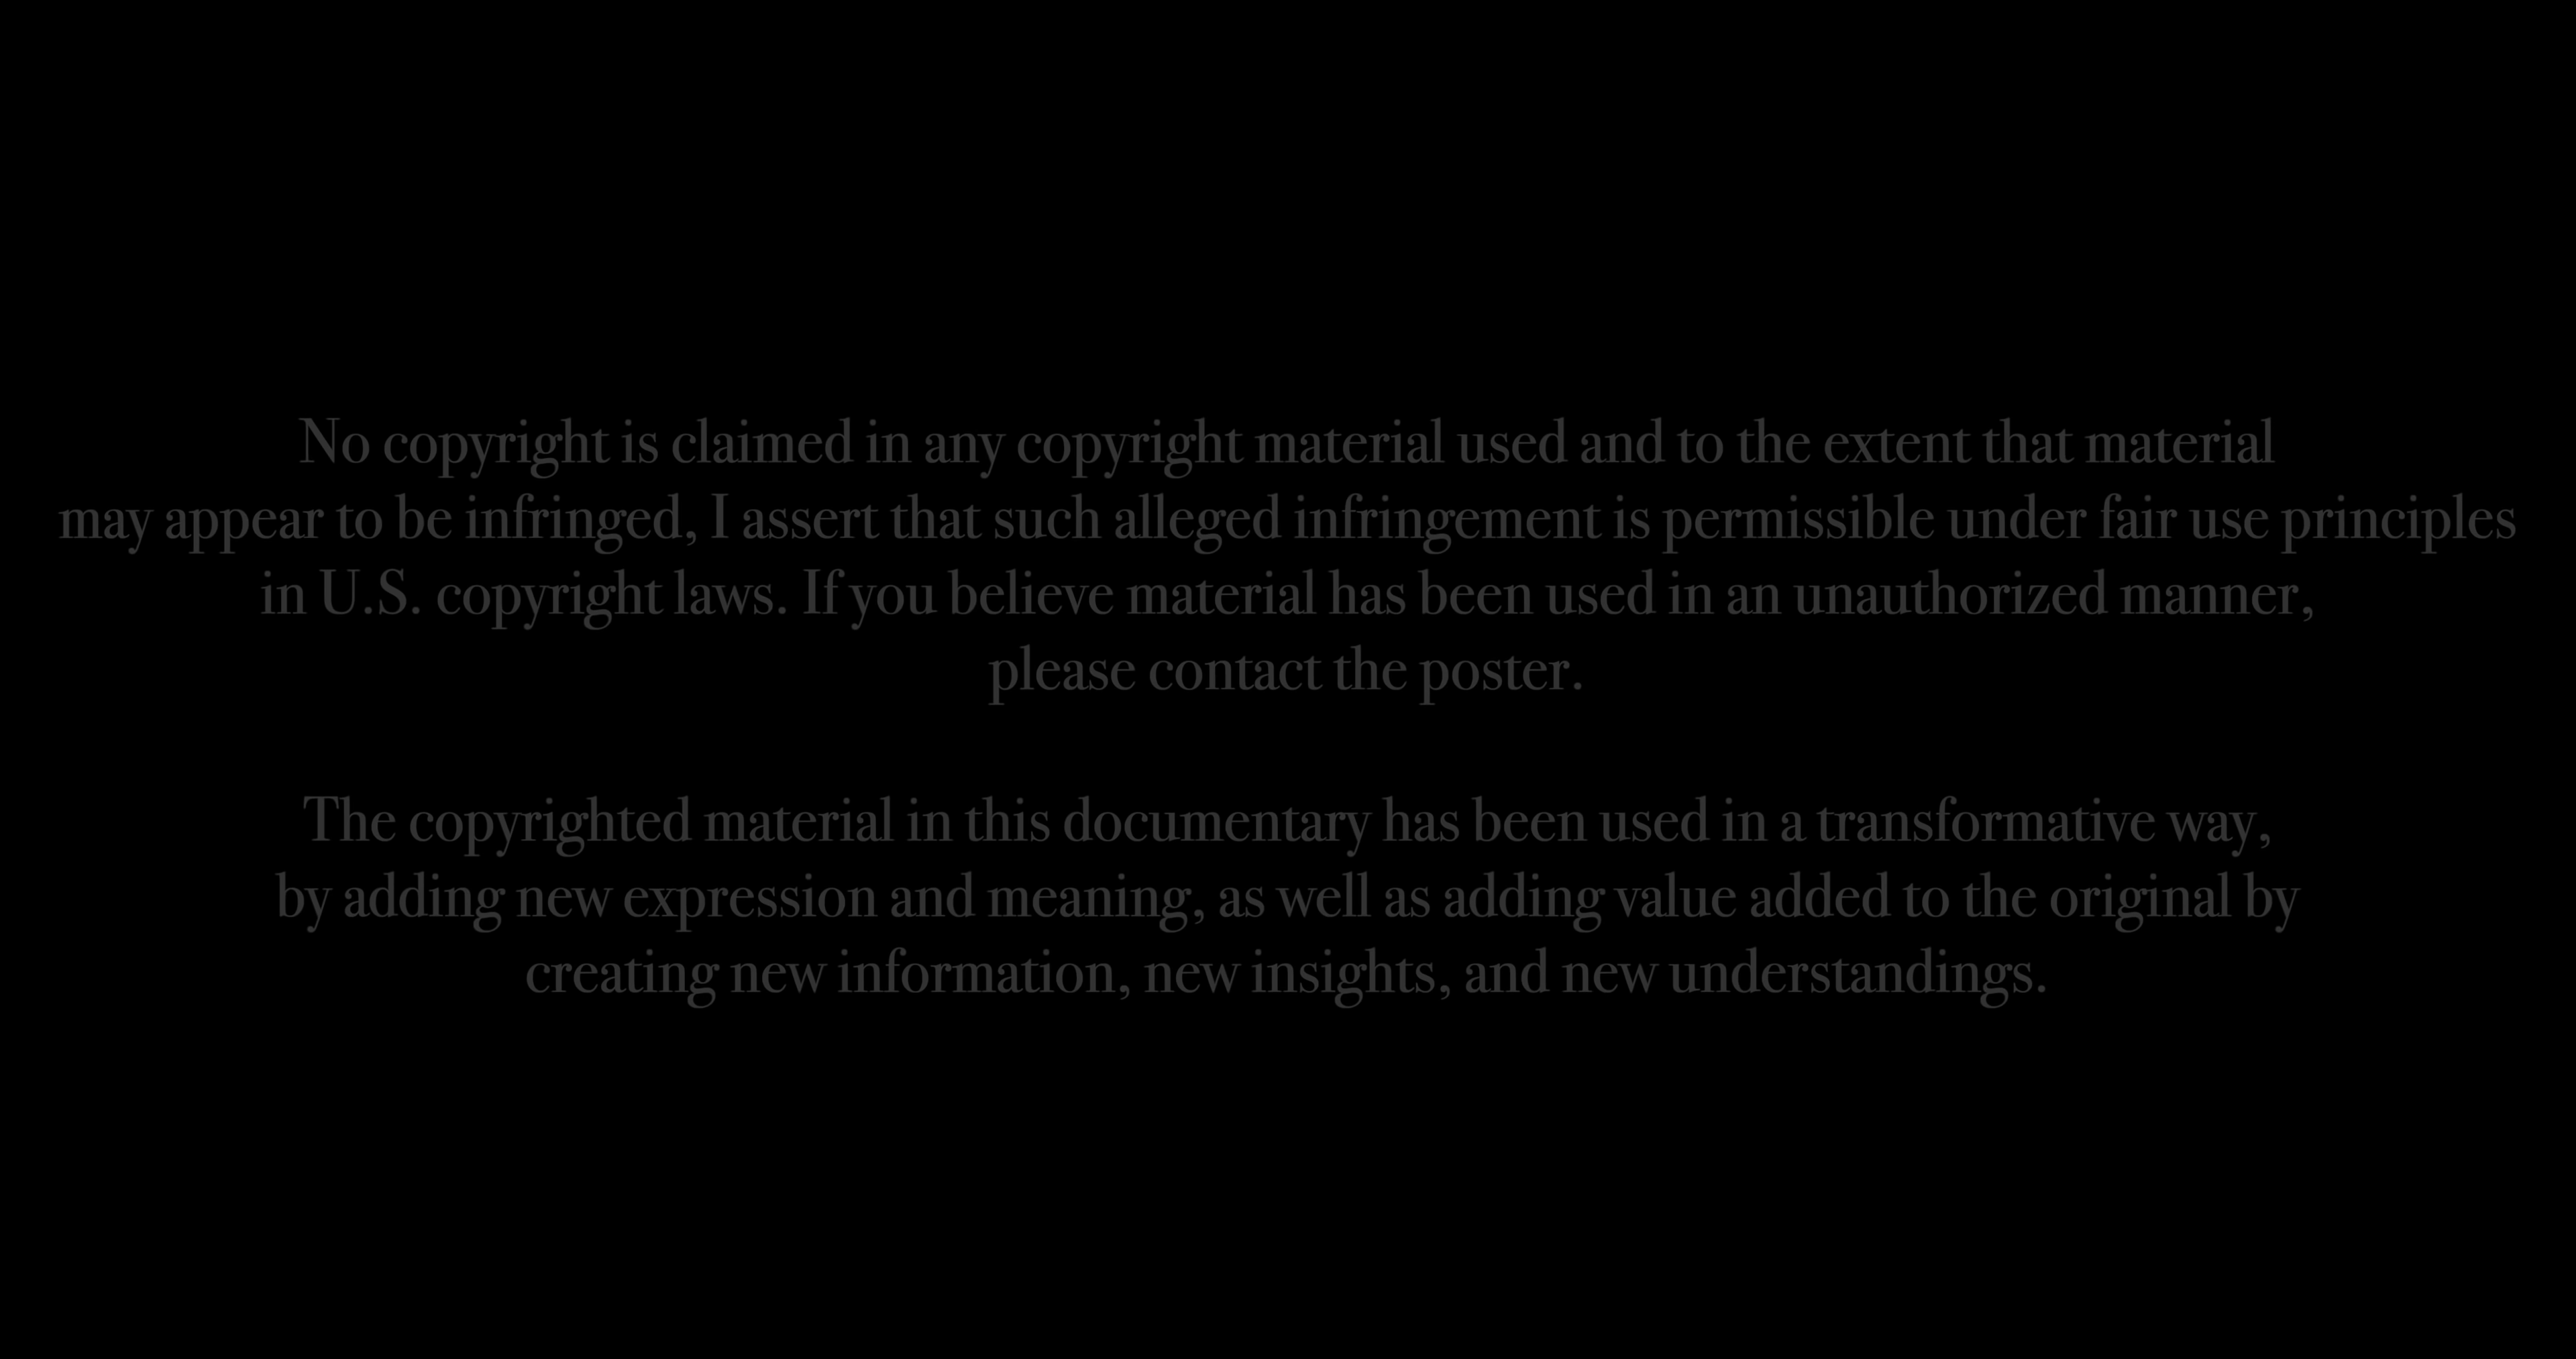 No copyright is claimed in any copyright material used and to the extent that material
may appear to be infringed, I assert that such alleged infringement is permissible under fair use principles
in U.S. copyright laws. If you believe material has been used in an unauthorized manner,
please contact the poster.
The copyrighted material in this documentary has been used in a transformative way,
by adding new expression and meaning, as well as adding value added to the original by
creating new information, new insights, and new understandings.